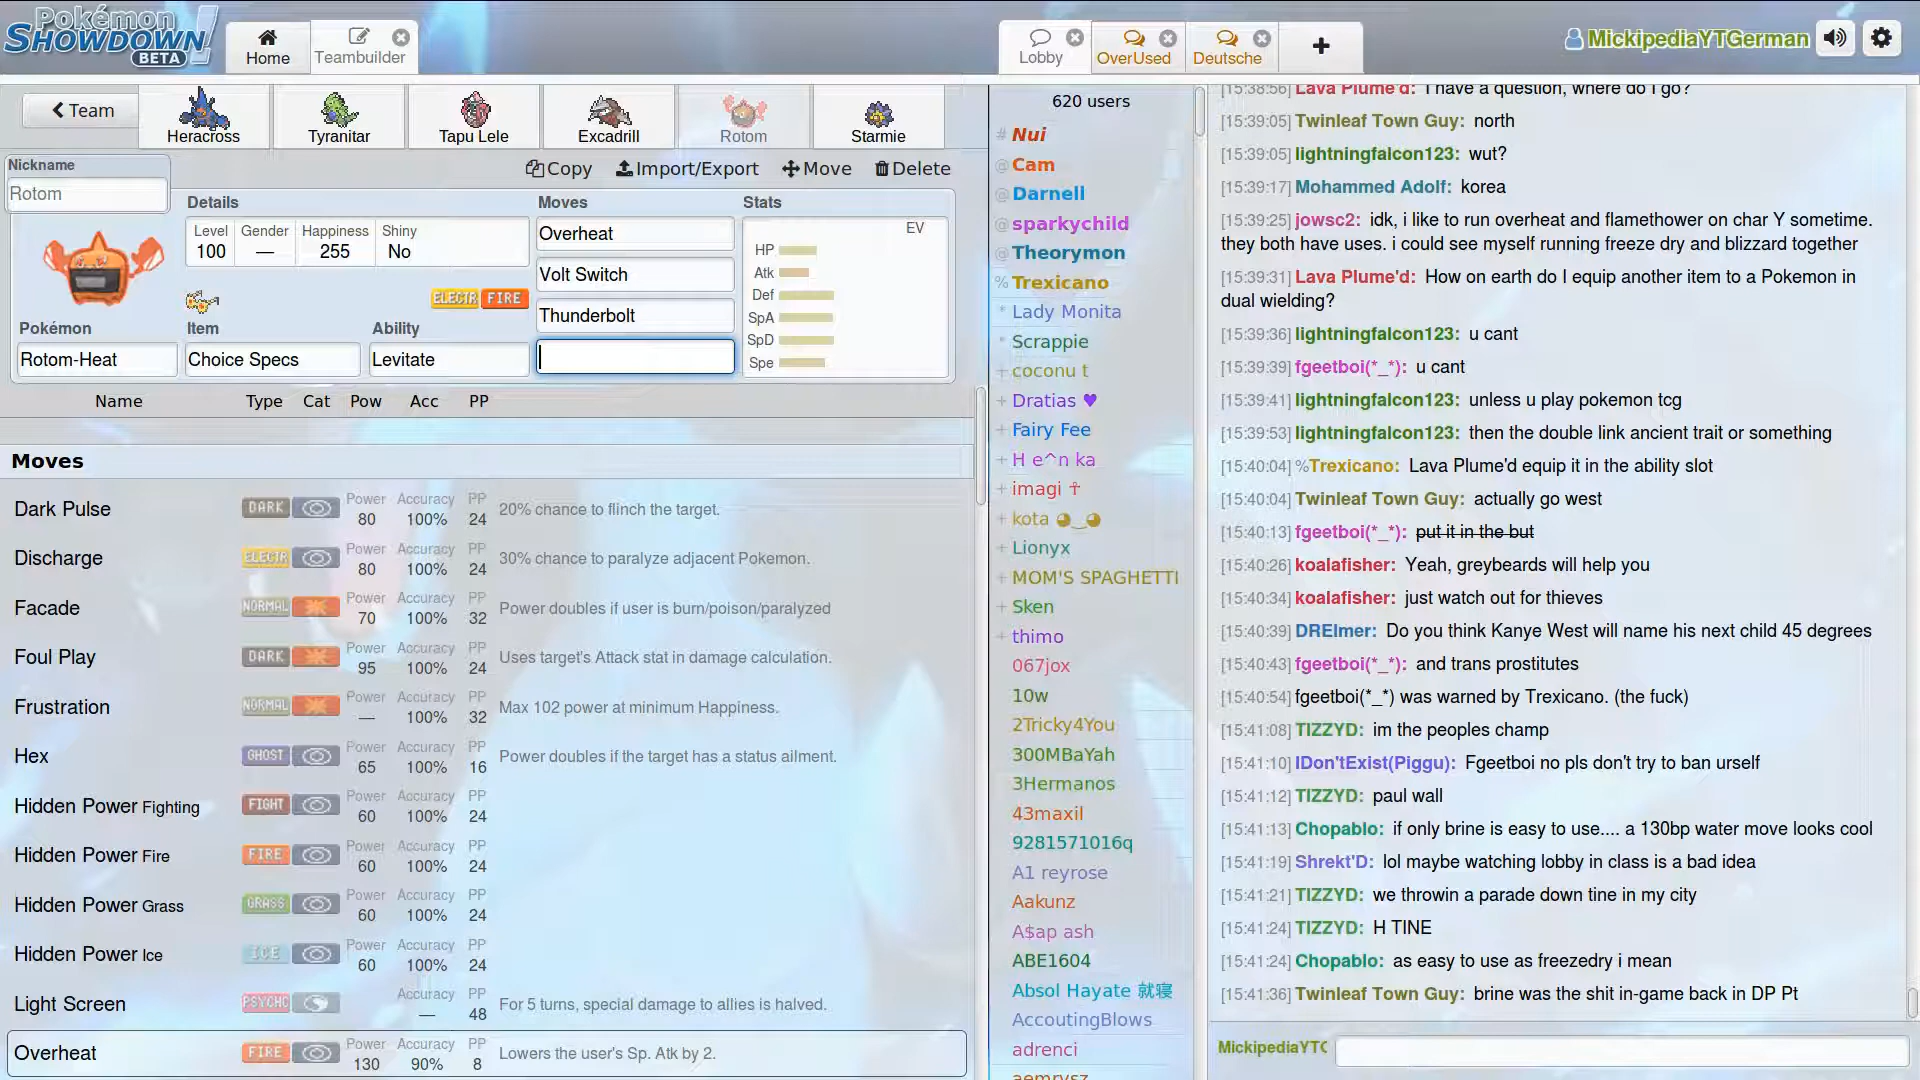 Pokémon
SHOWDOWN!
BETA
Home
Teambuilder
Lobby
OverUsed
Deutsche
+
MickipediaYTGerman
Team
Heracross
Tyranitar
Tapu Lele
Excadrill
Rotom
Starmie
Nickname
Rotom
Copy
Import/Export
Move
Delete
Details
Moves
Stats
Level
Gender
Happiness
Shiny
100
—
255
No
Overheat
Volt Switch
Thunderbolt
EV
HP
Atk
Def
SpA
SpD
Spe
ELECTR FIRE
Pokémon
Item
Ability
Rotom-Heat
Choice Specs
Levitate
Name Type Cat Pow Acc PP
Moves
Dark Pulse DARK Power 80 Accuracy 100% PP 24 20% chance to flinch the target.
Discharge ELECTR Power 80 Accuracy 100% PP 24 30% chance to paralyze adjacent Pokemon.
Facade NORMAL Power 70 Accuracy 100% PP 32 Power doubles if user is burn/poison/paralyzed
Foul Play DARK Power 95 Accuracy 100% PP 24 Uses target's Attack stat in damage calculation.
Frustration NORMAL Power — Accuracy 100% PP 32 Max 102 power at minimum Happiness.
Hex GHOST Power 65 Accuracy 100% PP 16 Power doubles if the target has a status ailment.
Hidden Power Fighting FIGHT Power 60 Accuracy 100% PP 24
Hidden Power Fire FIRE Power 60 Accuracy 100% PP 24
Hidden Power Grass GRASS Power 60 Accuracy 100% PP 24
Hidden Power Ice ICE Power 60 Accuracy 100% PP 24
Light Screen PSYCHC Accuracy — PP 48 For 5 turns, special damage to allies is halved.
Overheat FIRE Power 130 Accuracy 90% PP 8 Lowers the user's Sp. Atk by 2.
620 users
# Nui
@ Cam
@ Darnell
@ sparkychild
@ Theorymon
% Trexicano
* Lady Monita
* Scrappie
+ coconu t
+ Dratias ♥
+ Fairy Fee
+ H e^n ka
+ imagi ☥
+ kota ◕‿◕
+ Lionyx
+ MOM'S SPAGHETTI
+ Sken
+ thimo
067jox
10w
2Tricky4You
300MBaYah
3Hermanos
43maxil
9281571016q
A1 reyrose
Aakunz
A$ap ash
ABE1604
Absol Hayate 就寝
AccoutingBlows
adrenci
aemrysz
[15:38:56] Lava Plume'd: I have a question, where do I go?
[15:39:05] Twinleaf Town Guy: north
[15:39:05] lightningfalcon123: wut?
[15:39:17] Mohammed Adolf: korea
[15:39:25] jowsc2: idk, i like to run overheat and flamethower on char Y sometime.
they both have uses. i could see myself running freeze dry and blizzard together
[15:39:31] Lava Plume'd: How on earth do I equip another item to a Pokemon in
dual wielding?
[15:39:36] lightningfalcon123: u cant
[15:39:39] fgeetboi(*_*): u cant
[15:39:41] lightningfalcon123: unless u play pokemon tcg
[15:39:53] lightningfalcon123: then the double link ancient trait or something
[15:40:04] %Trexicano: Lava Plume'd equip it in the ability slot
[15:40:04] Twinleaf Town Guy: actually go west
[15:40:13] fgeetboi(*_*): put it in the but
[15:40:26] koalafisher: Yeah, greybeards will help you
[15:40:34] koalafisher: just watch out for thieves
[15:40:39] DREImer: Do you think Kanye West will name his next child 45 degrees
[15:40:43] fgeetboi(*_*): and trans prostitutes
[15:40:54] fgeetboi(*_*) was warned by Trexicano. (the fuck)
[15:41:08] TIZZYD: im the peoples champ
[15:41:10] IDon'tExist(Piggu): Fgeetboi no pls don't try to ban urself
[15:41:12] TIZZYD: paul wall
[15:41:13] Chopablo: if only brine is easy to use.... a 130bp water move looks cool
[15:41:19] Shrekt'D: lol maybe watching lobby in class is a bad idea
[15:41:21] TIZZYD: we throwin a parade down tine in my city
[15:41:24] TIZZYD: H TINE
[15:41:24] Chopablo: as easy to use as freezedry i mean
[15:41:36] Twinleaf Town Guy: brine was the shit in-game back in DP Pt
MickipediaYTG